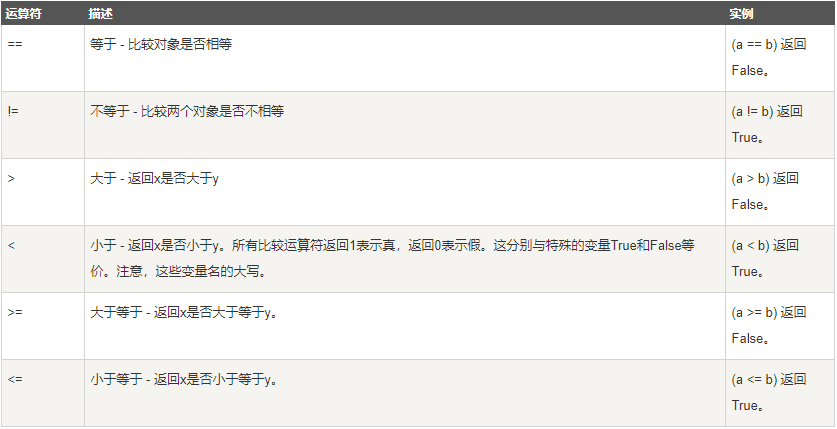 运算符 描述 实例
== 等于 - 比较对象是否相等 (a == b) 返回
False。
!= 不等于 - 比较两个对象是否不相等 (a != b) 返回
True。
> 大于 - 返回x是否大于y (a > b) 返回
False。
< 小于 - 返回x是否小于y。所有比较运算符返回1表示真，返回0表示假。这分别与特殊的变量True和False等 (a < b) 返回
价。注意，这些变量名的大写。 True。
>= 大于等于 - 返回x是否大于等于y。 (a >= b) 返回
False。
<= 小于等于 - 返回x是否小于等于y。 (a <= b) 返回
True。